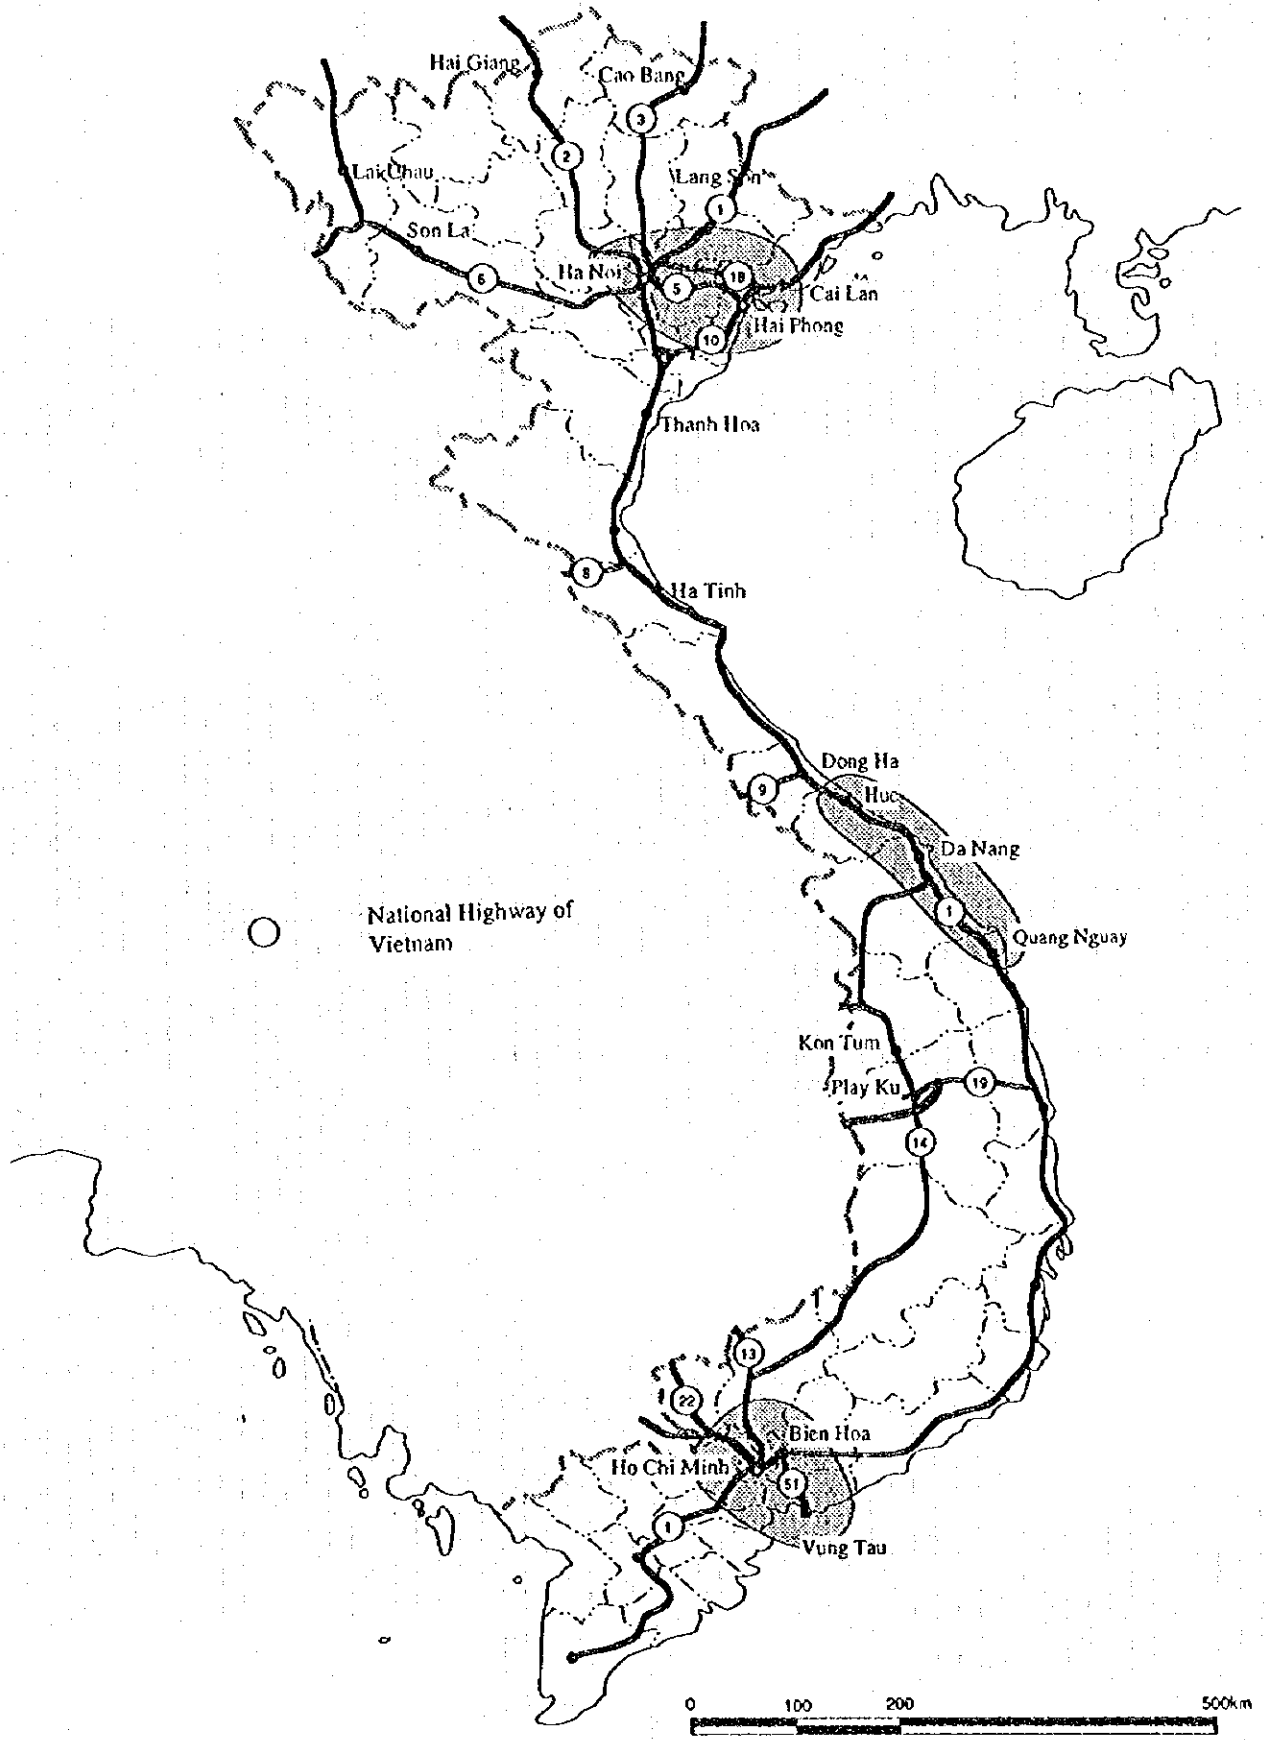 Hai Giang
Cao Bang
3
2
Lai Chau
Lang Son
1
Son La
6
Ha Noi
5
18
Cai Lan
Hai Phong
10
Thanh Hoa
8
Ha Tinh
Dong Ha
9
Hue
Da Nang
National Highway of
Vietnam
1
Quang Nguay
Kon Tum
Play Ku
19
14
13
22
Bien Hoa
Ho Chi Minh
51
1
Vung Tau
0 100 200 500km